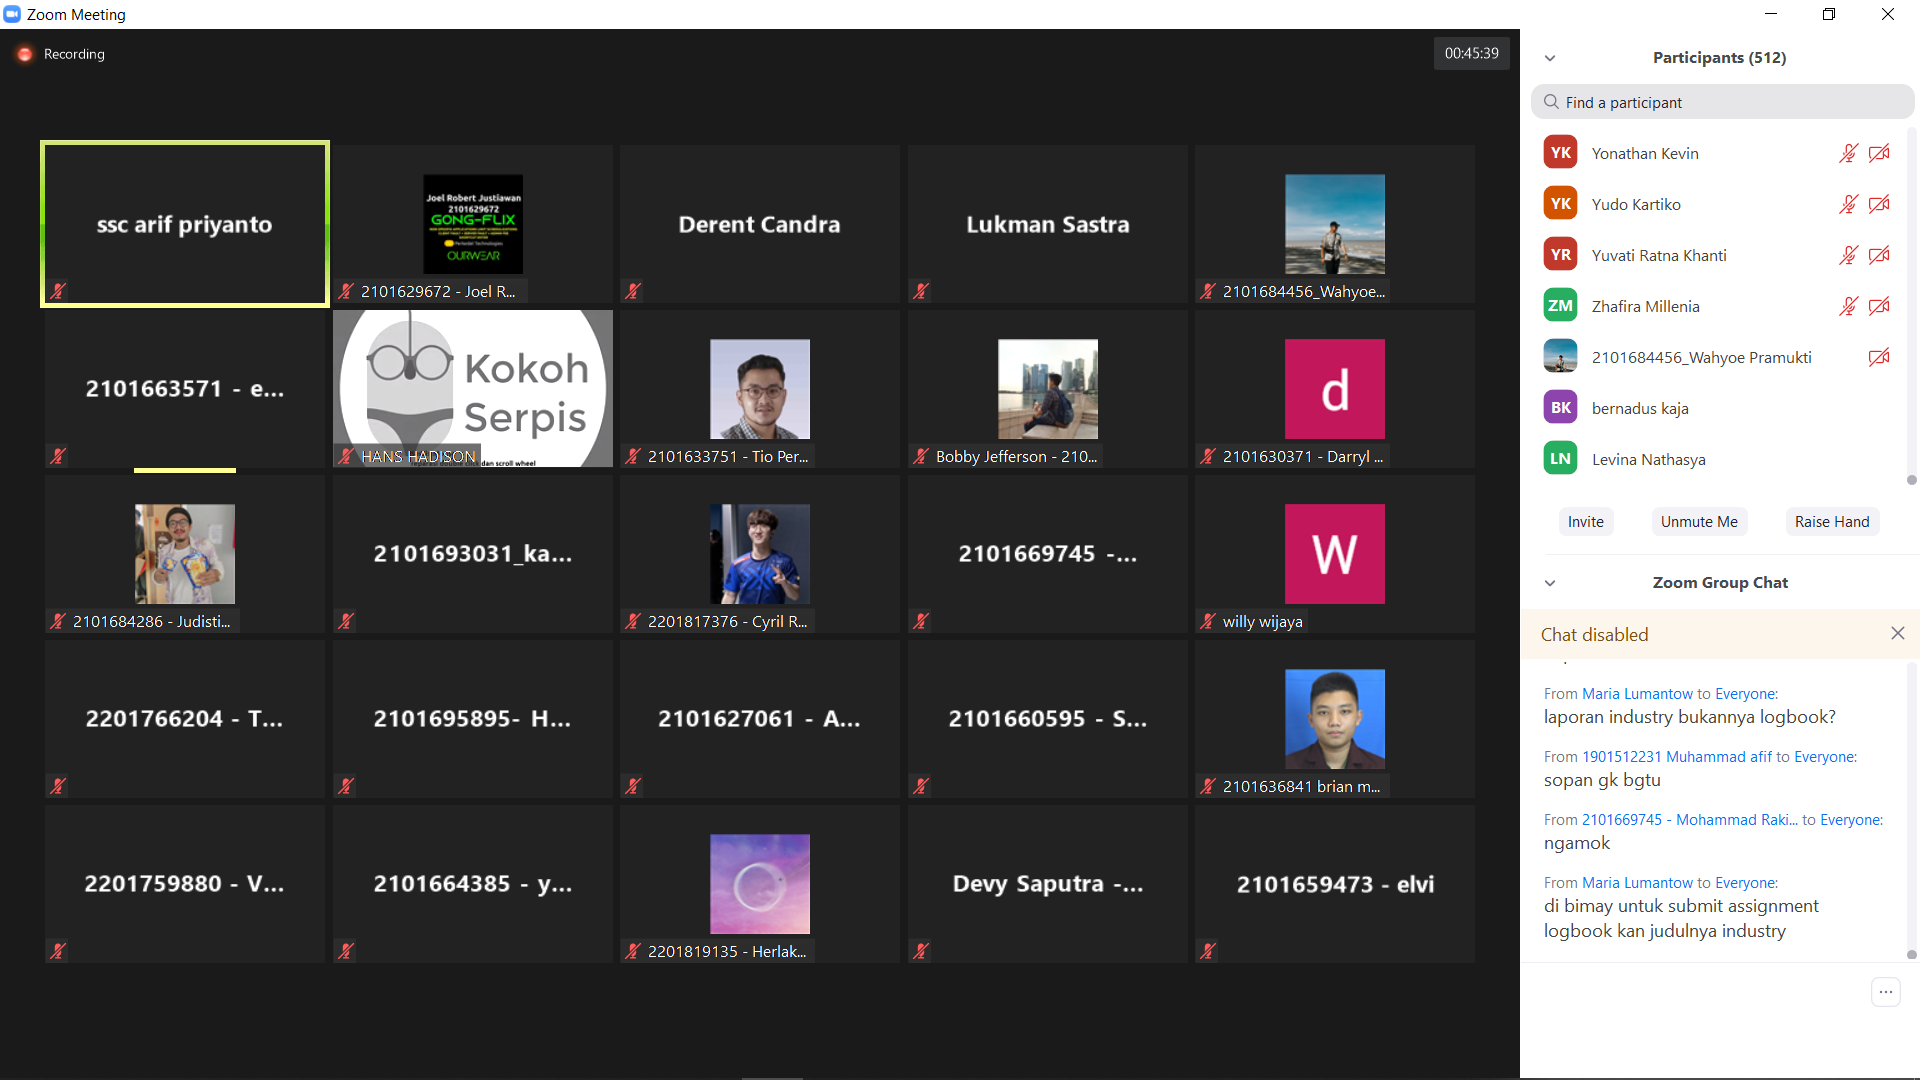 Zoom Meeting
Recording
00:45:39
ssc arif priyanto
Joel Robert Justiawan
2101629672
GONG-FLIX
OURWEAR
2101629672 - Joel R...
Derent Candra
Lukman Sastra
2101684456_Wahyoe...
2101663571 - e...
Kokoh
Serpis
HANS HADISON
dan scroll wheel
2101633751 - Tio Per...
Bobby Jefferson - 210...
d
2101630371 - Darryl ...
2101684286 - Judisti...
2101693031_ka...
2201817376 - Cyril R...
2101669745 -...
W
willy wijaya
2201766204 - T...
2101695895- H...
2101627061 - A...
2101660595 - S...
2101636841 brian m...
2201759880 - V...
2101664385 - y...
2201819135 - Herlak...
Devy Saputra -...
2101659473 - elvi
Participants (512)
Find a participant
YK Yonathan Kevin
YK Yudo Kartiko
YR Yuvati Ratna Khanti
ZM Zhafira Millenia
2101684456_Wahyoe Pramukti
BK bernadus kaja
LN Levina Nathasya
Invite Unmute Me Raise Hand
Zoom Group Chat
Chat disabled
From Maria Lumantow to Everyone:
laporan industry bukannya logbook?
From 1901512231 Muhammad afif to Everyone:
sopan gk bgtu
From 2101669745 - Mohammad Raki... to Everyone:
ngamok
From Maria Lumantow to Everyone:
di bimay untuk submit assignment
logbook kan judulnya industry